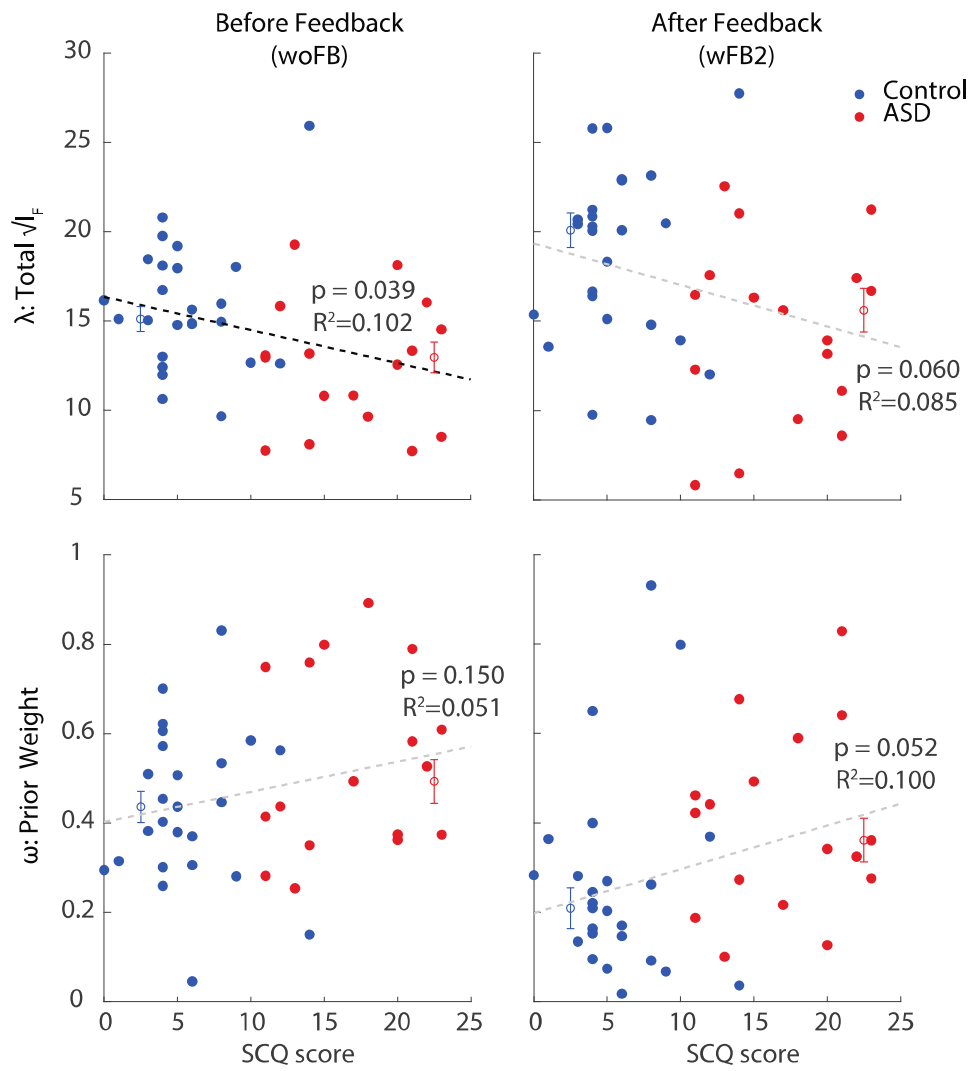 Before Feedback
(woFB)
After Feedback
(wFB2)
Control
ASD
λ: Total √I_F
30
25
20
15
10
5
p = 0.039
R²=0.102
p = 0.060
R²=0.085
ω: Prior Weight
1
0.8
0.6
0.4
0.2
0
p = 0.150
R²=0.051
p = 0.052
R²=0.100
0 5 10 15 20 25
0 5 10 15 20 25
SCQ score
SCQ score